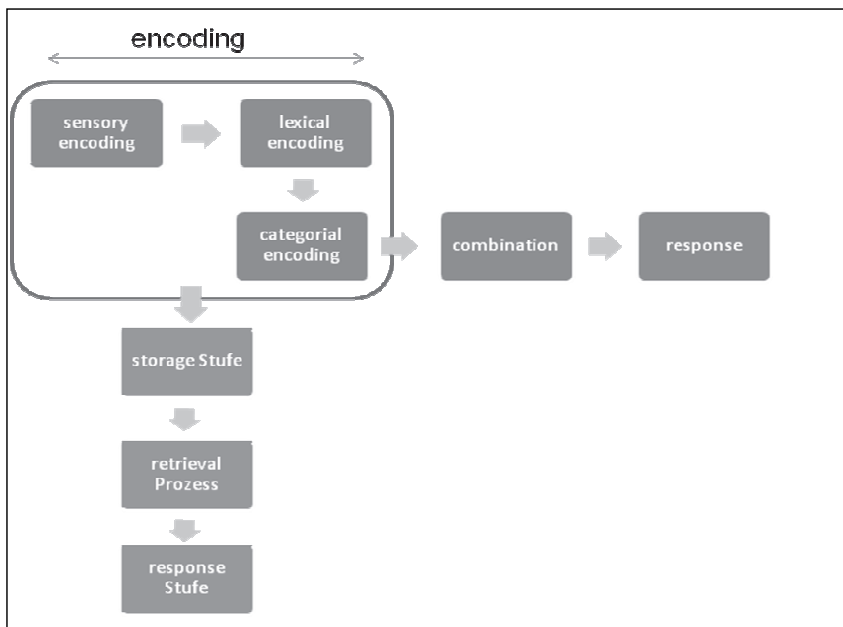 encoding
sensory
encoding
lexical
encoding
categorial
encoding
combination
response
storage Stufe
retrieval
Prozess
response
Stufe